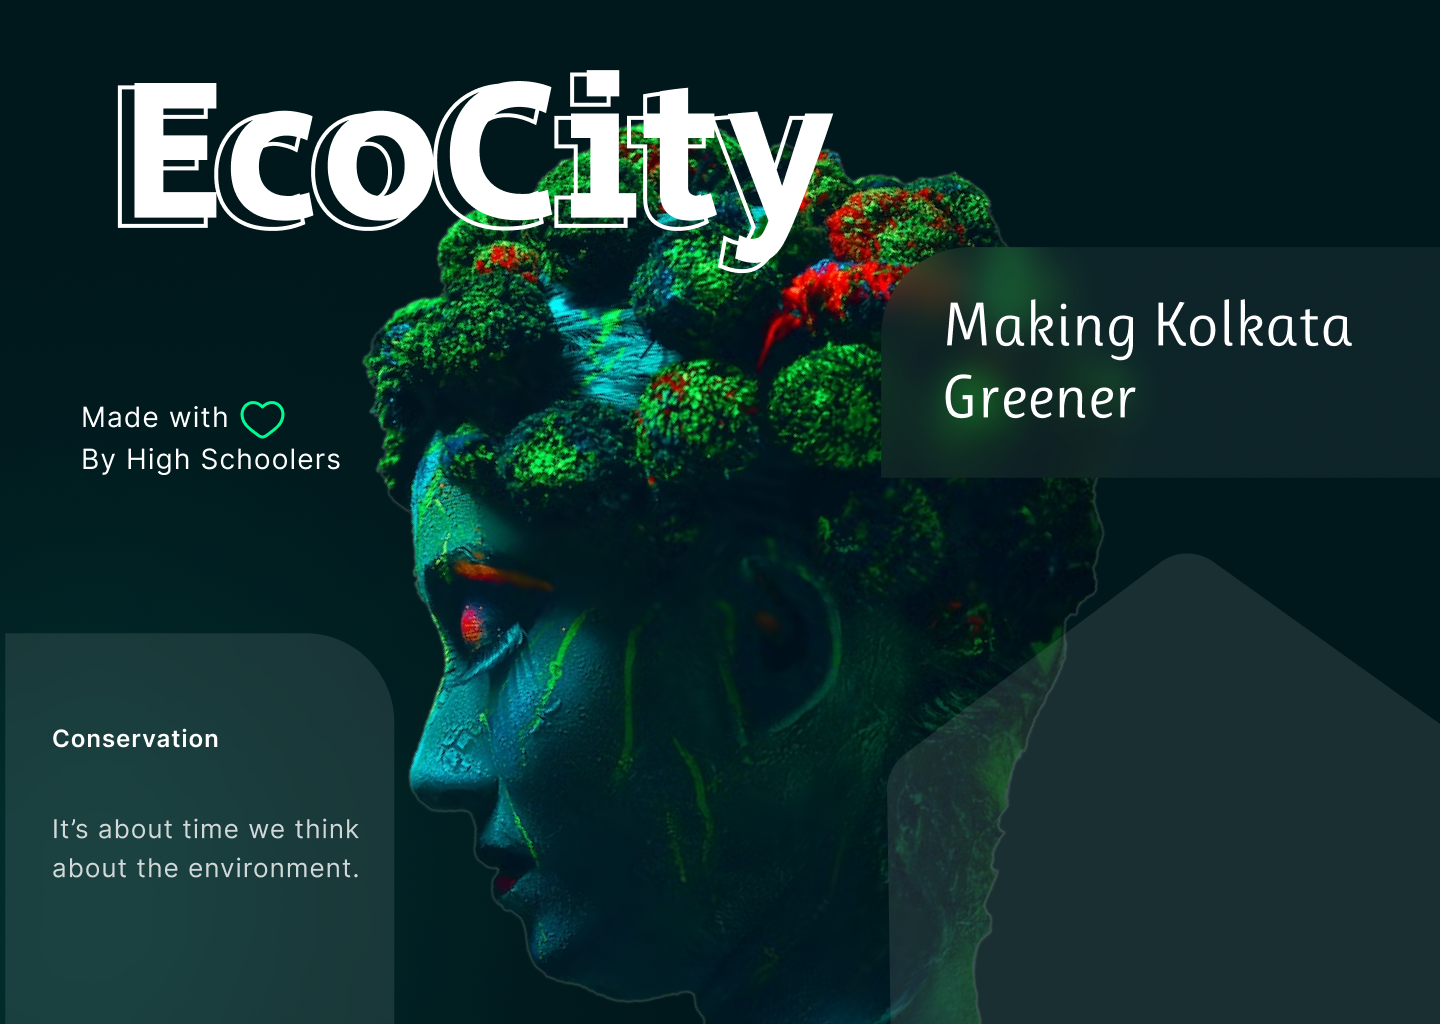 EcoCity
Making Kolkata
Greener
Made with
By High Schoolers
Conservation
It’s about time we think
about the environment.